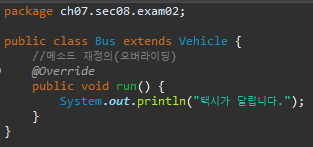 package ch07.sec08.exam02;
public class Bus extends Vehicle {
//메소드 재정의(오버라이딩)
@Override
public void run() {
System.out.println("택시가 달립니다.");
}
}